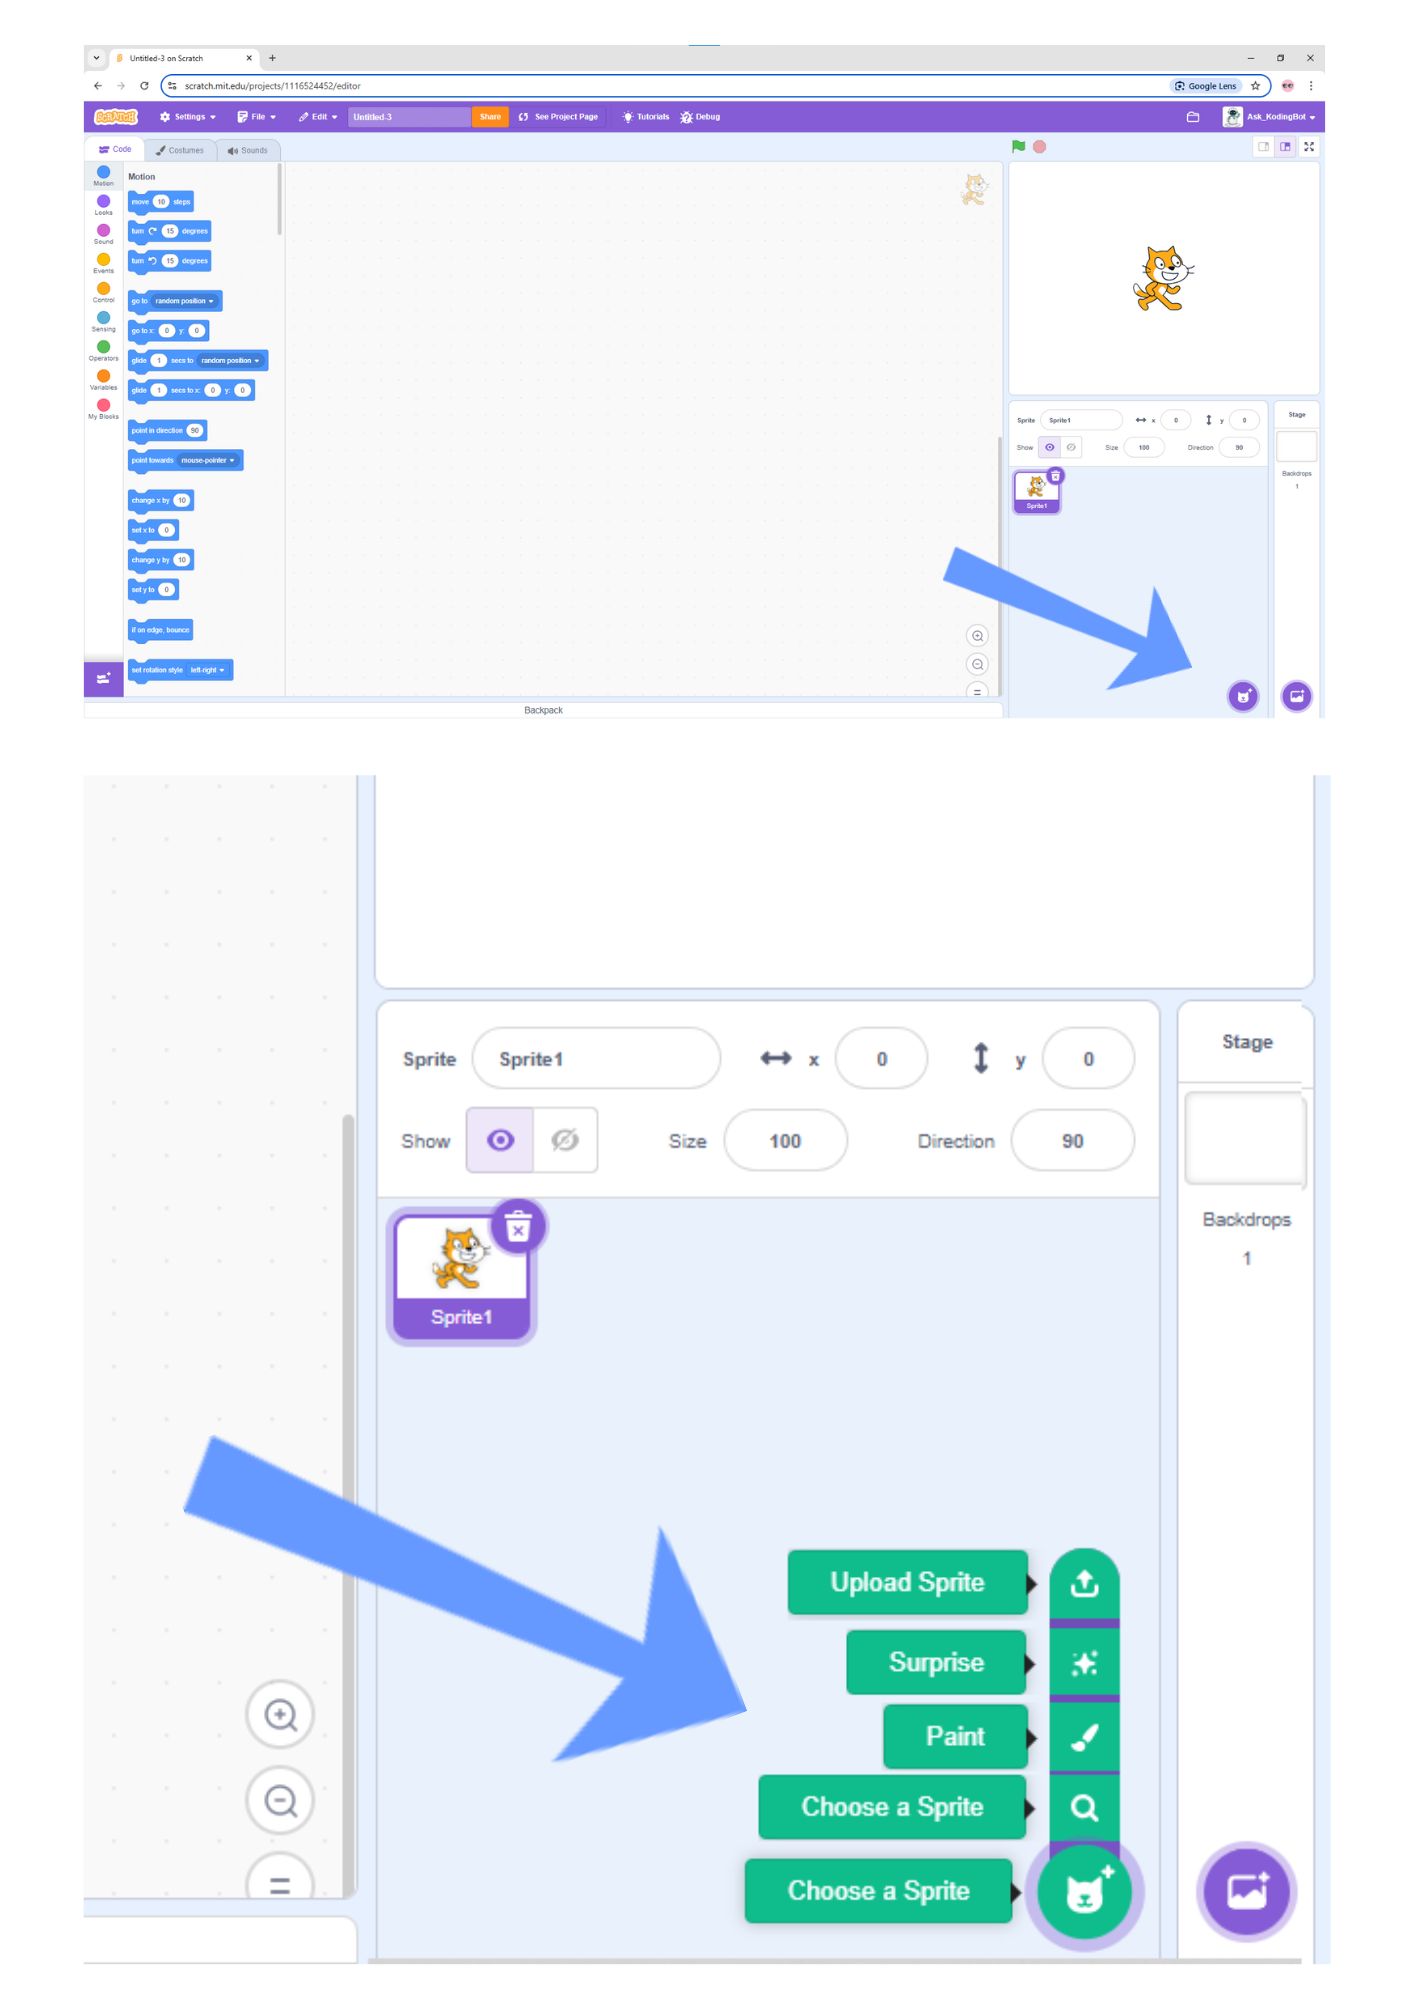 Untitled-3 on Scratch
scratch.mit.edu/projects/1116524452/editor
Google Lens
SCRATCH
Settings
File
Edit
Untitled-3
Share
See Project Page
Tutorials
Debug
Ask_KodingBot
Code
Costumes
Sounds
Motion
Looks
Sound
Events
Control
Sensing
Operators
Variables
My Blocks
Motion
move 10 steps
turn 15 degrees
turn 15 degrees
go to random position
go to x: 0 y: 0
glide 1 secs to random position
glide 1 secs to x: 0 y: 0
point in direction 90
point towards mouse-pointer
change x by 10
set x to 0
change y by 10
set y to 0
if on edge, bounce
set rotation style left-right
Backpack
Sprite Sprite1 x 0 y 0
Show Size 100 Direction 90
Sprite1
Stage
Backdrops
1
Sprite Sprite1 x 0 y 0
Show Size 100 Direction 90
Sprite1
Stage
Backdrops
1
Upload Sprite
Surprise
Paint
Choose a Sprite
Choose a Sprite